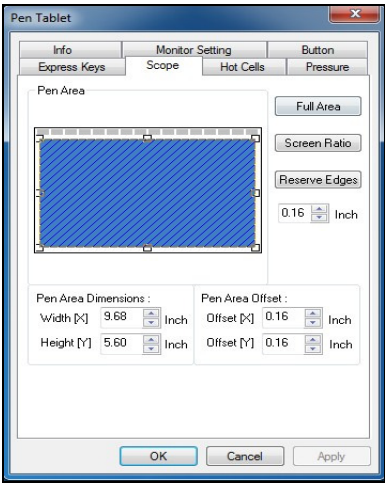 Pen Tablet
Info Monitor Setting Button
Express Keys Scope Hot Cells Pressure
Pen Area
Full Area
Screen Ratio
Reserve Edges
0.16 Inch
Pen Area Dimensions :
Width [X] 9.68 Inch
Height [Y] 5.60 Inch
Pen Area Offset :
Offset [X] 0.16 Inch
Offset [Y] 0.16 Inch
OK Cancel Apply